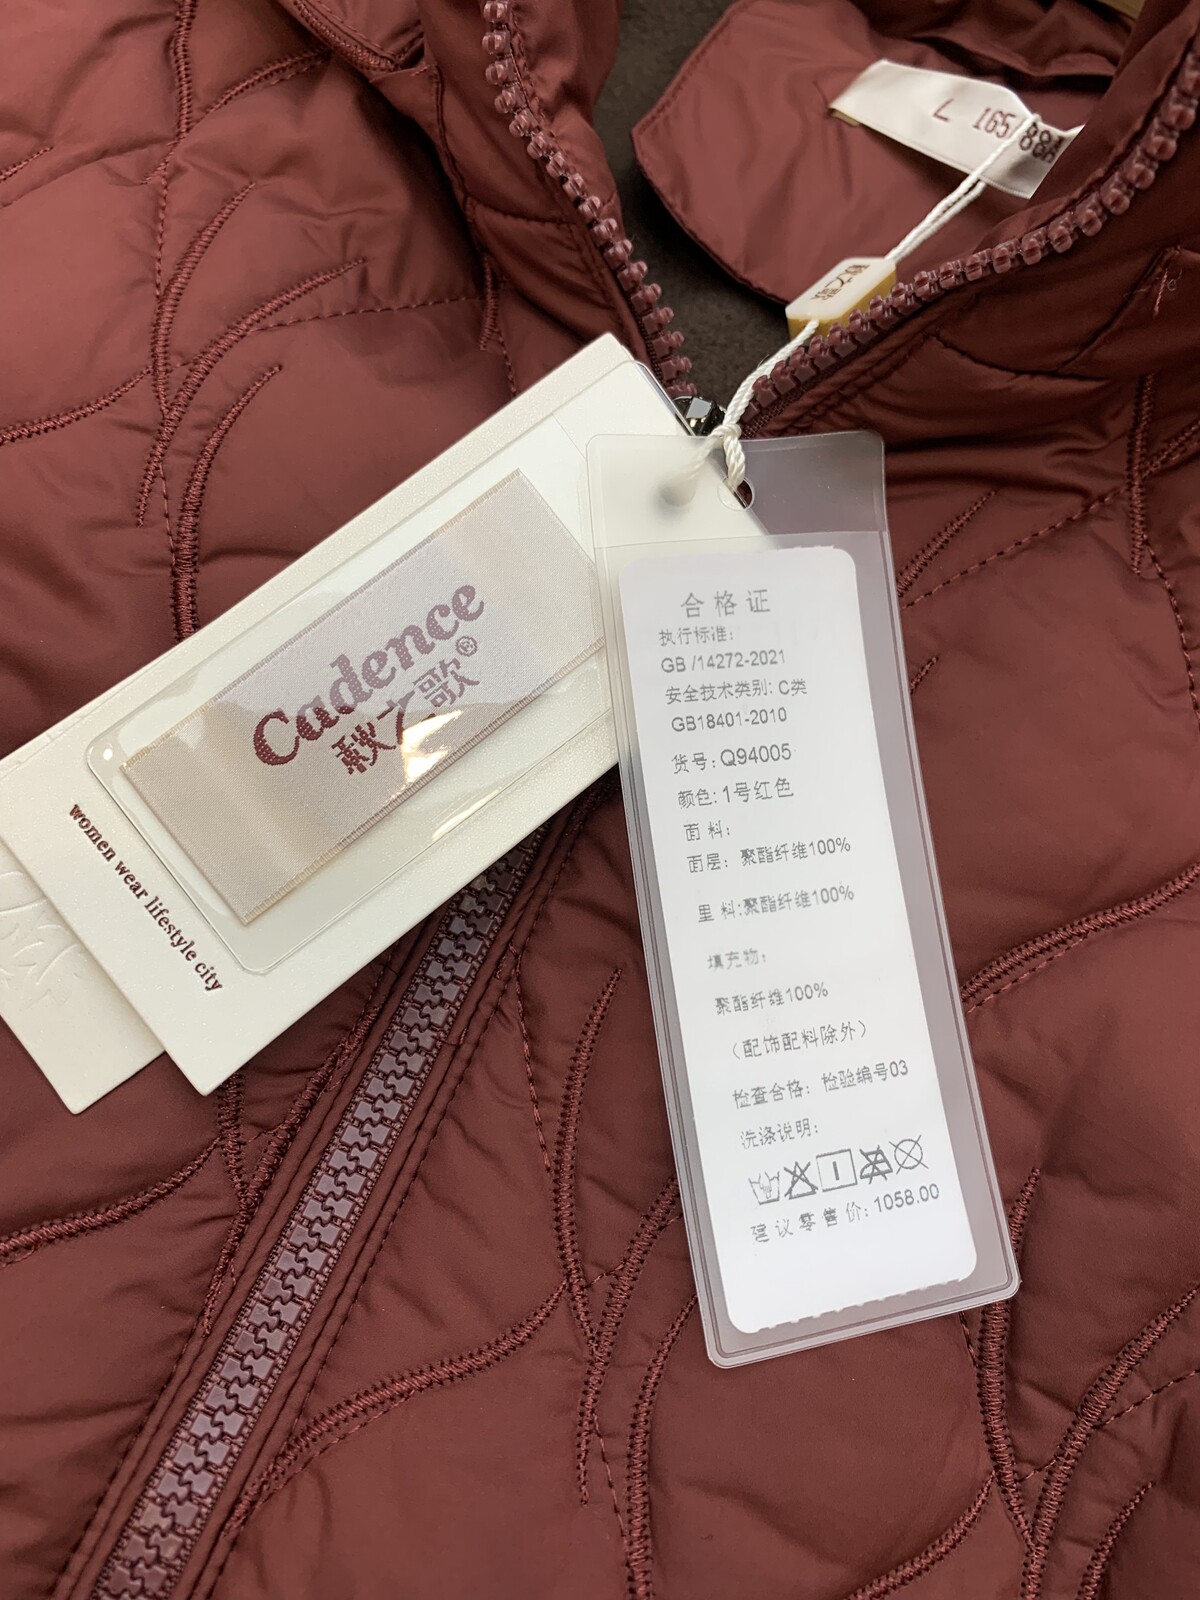 L 165
秋之歌
Cadence
秋之歌®
women wear lifestyle city
合格证
执行标准:
GB /14272-2021
安全技术类别: C类
GB18401-2010
货号: Q94005
颜色: 1号红色
面 料:
面层: 聚酯纤维100%
里 料:聚酯纤维100%
填充物:
聚酯纤维100%
（配饰配料除外）
检查合格: 检验编号03
洗涤说明:
建议零售价: 1058.00